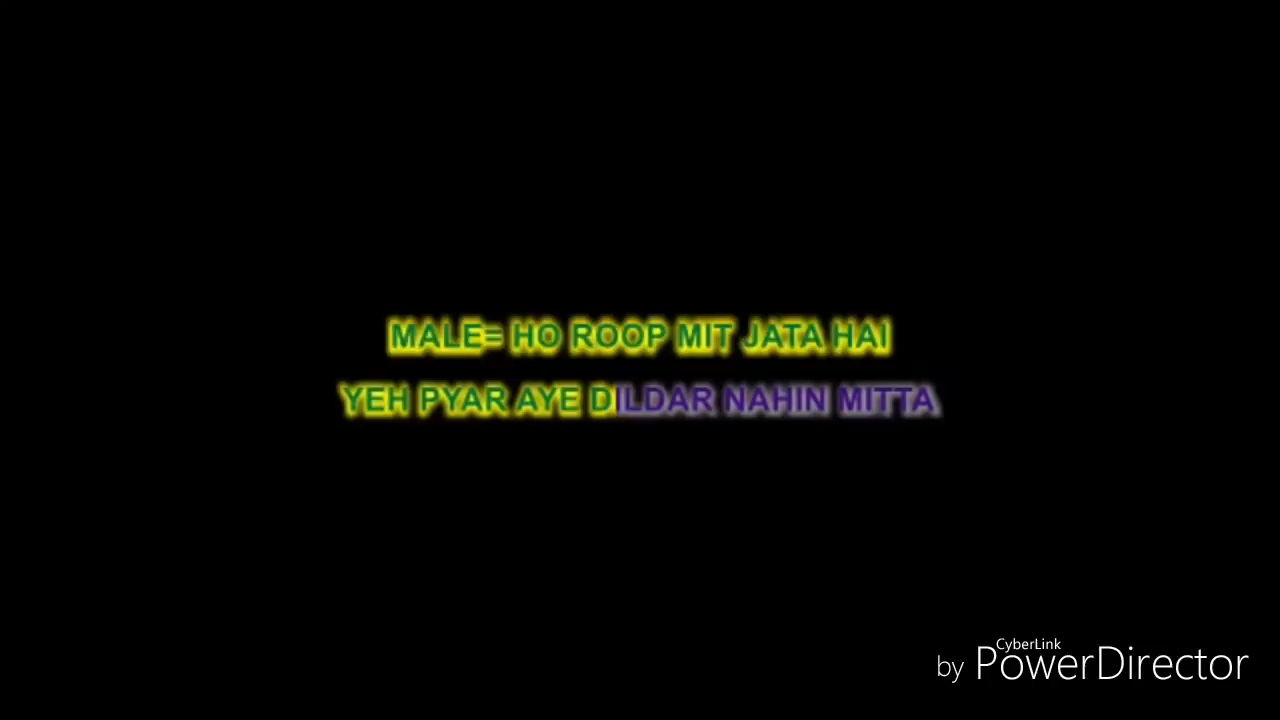 MALE= HO ROOP MIT JATA HAI
YEH PYAR AYE DILDAR NAHIN MITTA
CyberLink
by PowerDirector